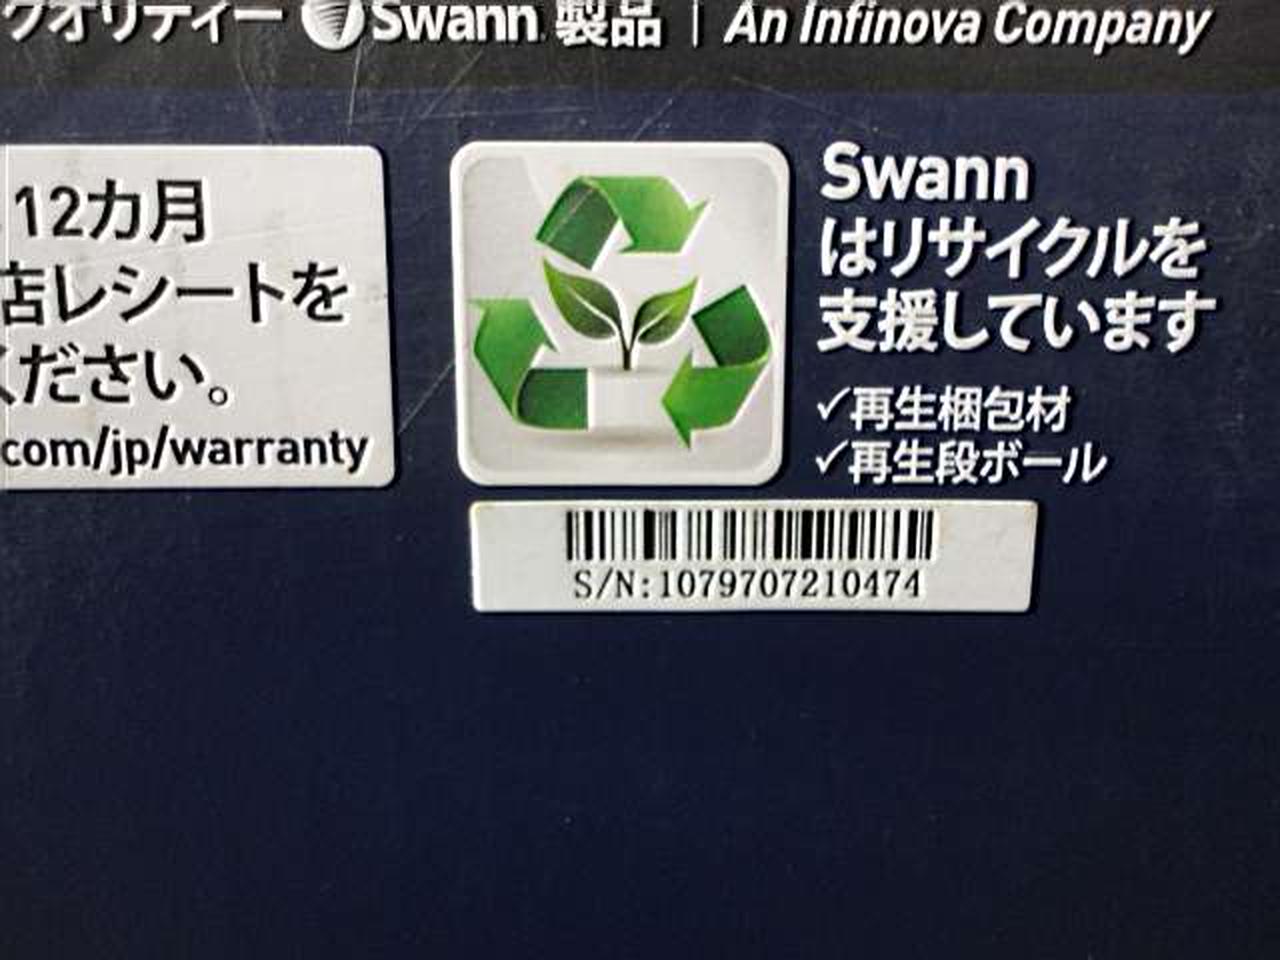 クオリティー Swann 製品 | An Infinova Company
12カ月
店レシートを
ください。
com/jp/warranty
Swann
はリサイクルを
支援しています
✓再生梱包材
✓再生段ボール
S/N:1079707210474